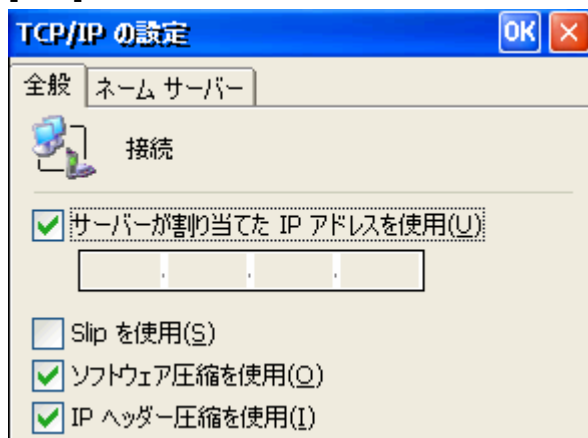 TCP/IP の設定 OK
全般 ネーム サーバー
接続
サーバーが割り当てた IP アドレスを使用(U)
. . .
Slip を使用(S)
ソフトウェア圧縮を使用(O)
IP ヘッダー圧縮を使用(I)